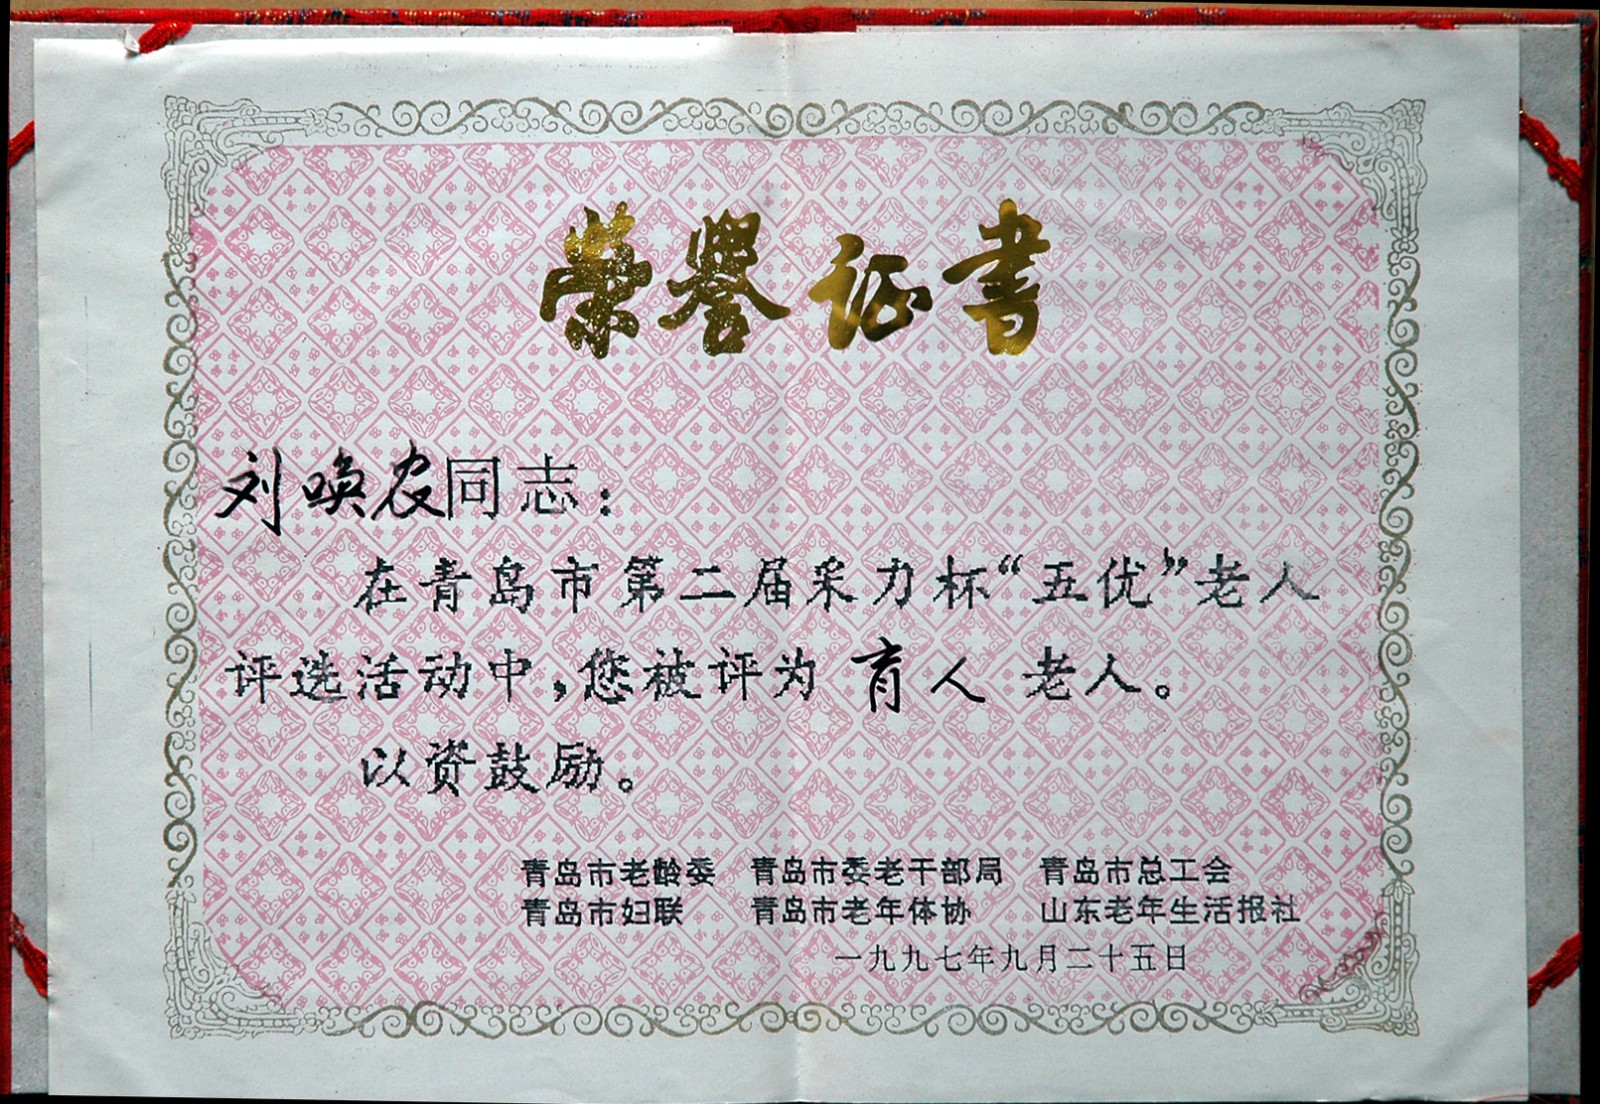 荣誉证书
刘唤农同志：
在青岛市第二届采力杯“五优”老人
评选活动中，您被评为 育人 老人。
以资鼓励。
青岛市老龄委 青岛市委老干部局 青岛市总工会
青岛市妇联 青岛市老年体协 山东老年生活报社
一九九七年九月二十五日